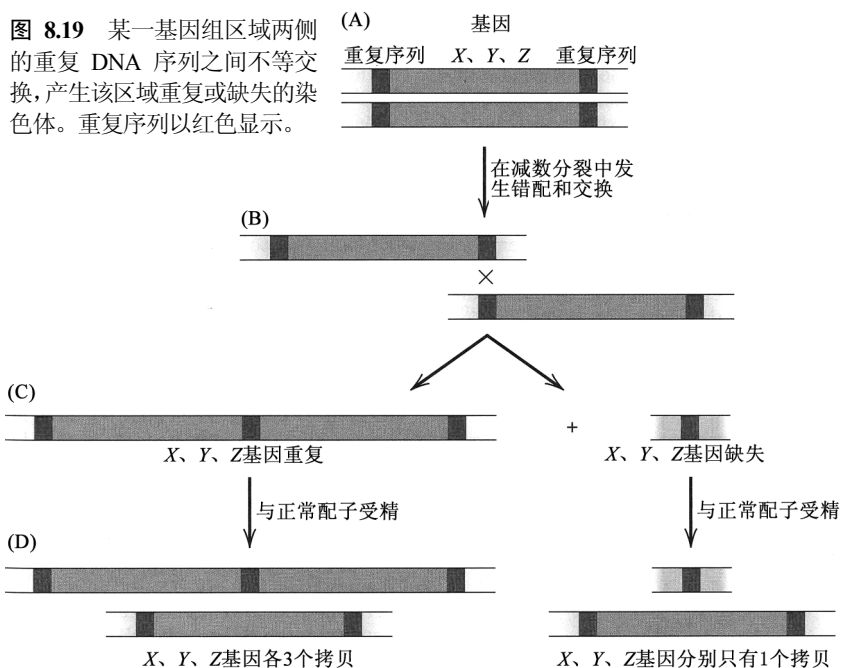 图 8.19 某一基因组区域两侧
的重复 DNA 序列之间不等交
换,产生该区域重复或缺失的染
色体。重复序列以红色显示。
(A)
基因
重复序列 X、Y、Z 重复序列
在减数分裂中发
生错配和交换
(B)
×
(C)
+
X、Y、Z基因重复
X、Y、Z基因缺失
与正常配子受精
与正常配子受精
(D)
X、Y、Z基因各3个拷贝
X、Y、Z基因分别只有1个拷贝